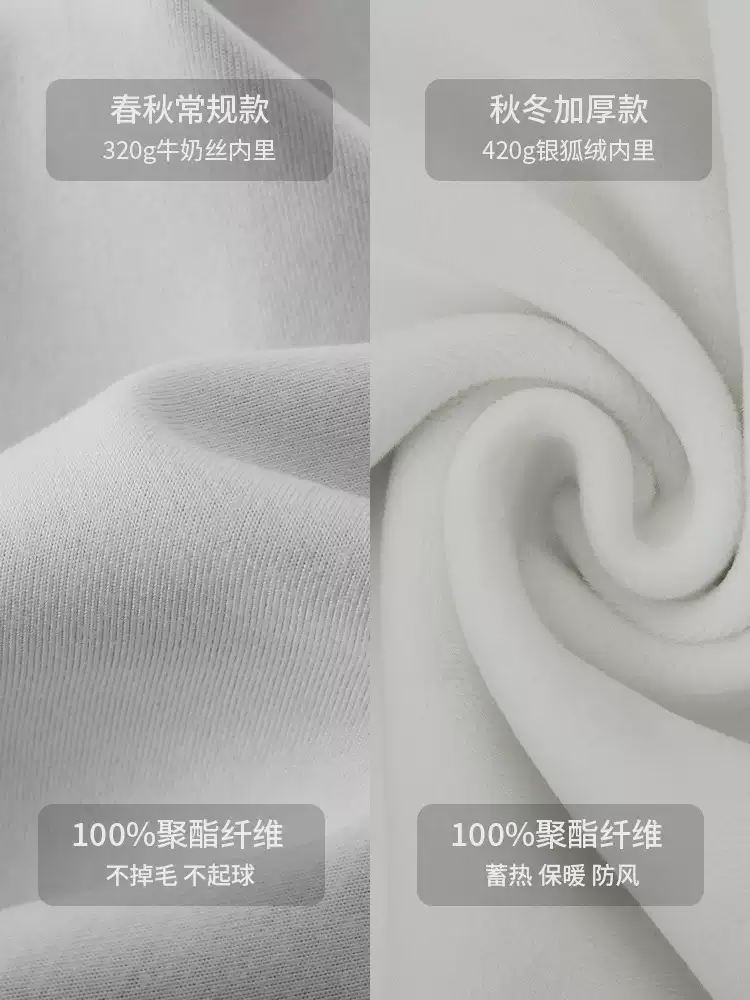 春秋常规款
320g牛奶丝内里
秋冬加厚款
420g银狐绒内里
100%聚酯纤维
不掉毛 不起球
100%聚酯纤维
蓄热 保暖 防风